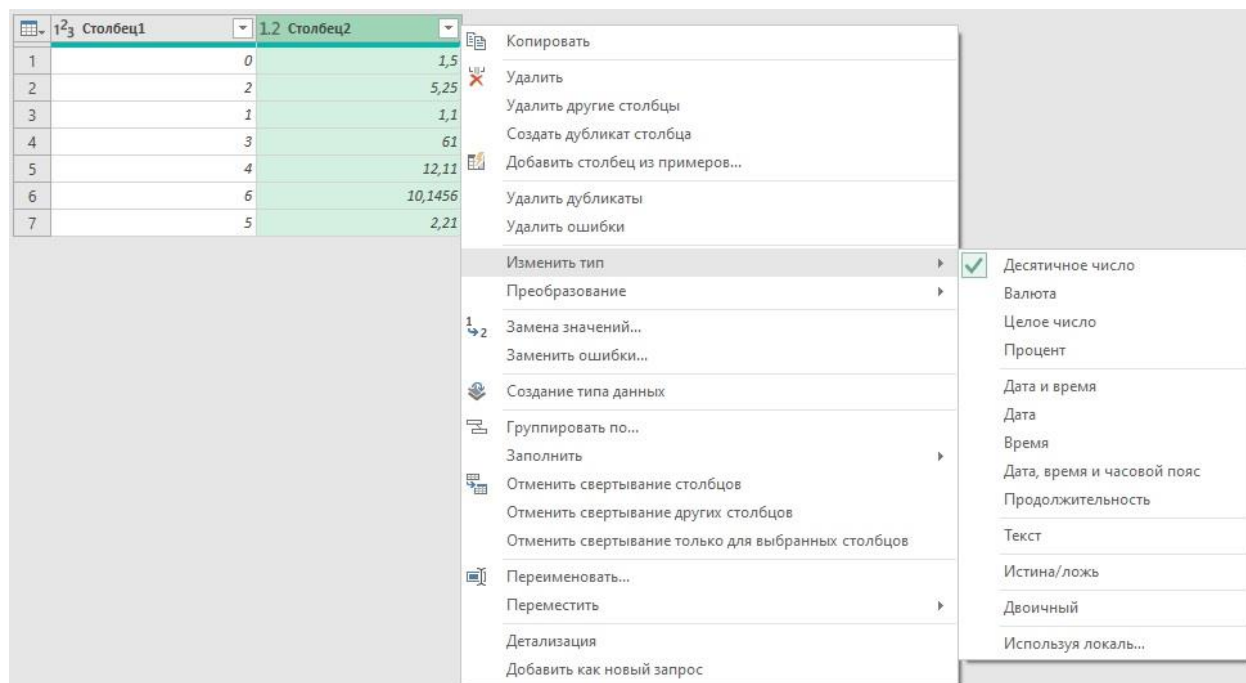 1²3 Столбец1 1.2 Столбец2
1 0 1,5
2 2 5,25
3 1 1,1
4 3 61
5 4 12,11
6 6 10,1456
7 5 2,21
Копировать
Удалить
Удалить другие столбцы
Создать дубликат столбца
Добавить столбец из примеров...
Удалить дубликаты
Удалить ошибки
Изменить тип
Преобразование
1 2 Замена значений...
Заменить ошибки...
Создание типа данных
Группировать по...
Заполнить
Отменить свертывание столбцов
Отменить свертывание других столбцов
Отменить свертывание только для выбранных столбцов
Переименовать...
Переместить
Детализация
Добавить как новый запрос
Десятичное число
Валюта
Целое число
Процент
Дата и время
Дата
Время
Дата, время и часовой пояс
Продолжительность
Текст
Истина/ложь
Двоичный
Используя локаль...